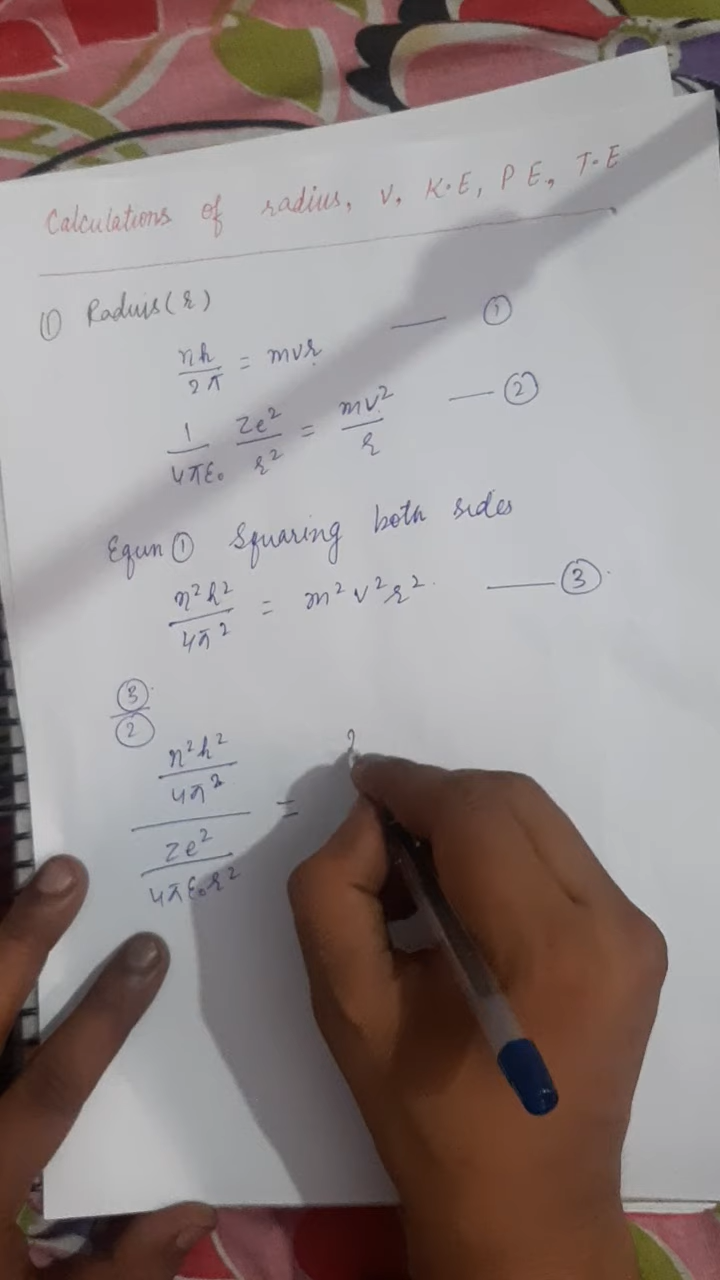 Calculations of radius, v, K.E, P E, T.E
① Radius(r)
nh/2π = mvr — ①
1/4πε₀ Ze²/r² = mv²/r — ②
Equn ① Squaring both sides
n²h²/4π² = m²v²r². — ③
③/②
n²h²/4π² / Ze²/4πε₀r² =